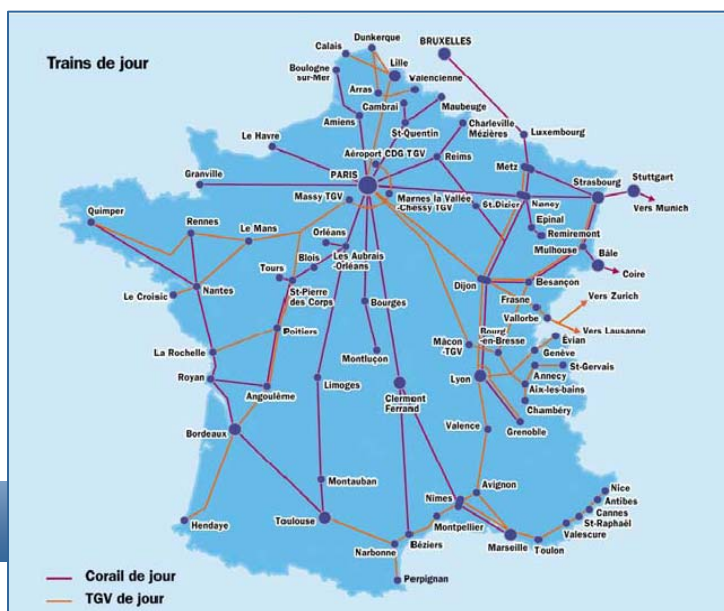 Trains de jour
Dunkerque
Calais
BRUXELLES
Lille
Boulogne
sur-Mer
Valencienne
Arras
Cambrai
Maubeuge
Amiens
St-Quentin
Charleville
Mézières
Luxembourg
Le Havre
Aéroport CDG-TGV
Reims
Metz
PARIS
Strasbourg
Stuttgart
Granville
Massy TGV
Marnes la Vallée
-Chessy TGV
St.Dizier
Nancy
Vers Munich
Quimper
Rennes
Le Mans
Orléans
Epinal
Remiremont
Blois
Les Aubrais
-Orléans
Mulhouse
Bâle
Tours
Coire
St-Pierre
des Corps
Dijon
Besançon
Le Croisic
Nantes
Bourges
Frasne
Vers Zurich
Vallorbe
Poitiers
Bourg
-en-Bresse
Vers Lausanne
La Rochelle
Montluçon
Mâcon
-TGV
Évian
Genève
St-Gervais
Royan
Limoges
Lyon
Annecy
Angoulême
Clermont
Ferrand
Aix-les-bains
Chambéry
Bordeaux
Valence
Grenoble
Montauban
Avignon
Nimes
Nice
Antibes
Cannes
Hendaye
Toulouse
Montpellier
St-Raphaël
Valescure
Béziers
Marseille
Toulon
Narbonne
Perpignan
Corail de jour
TGV de jour